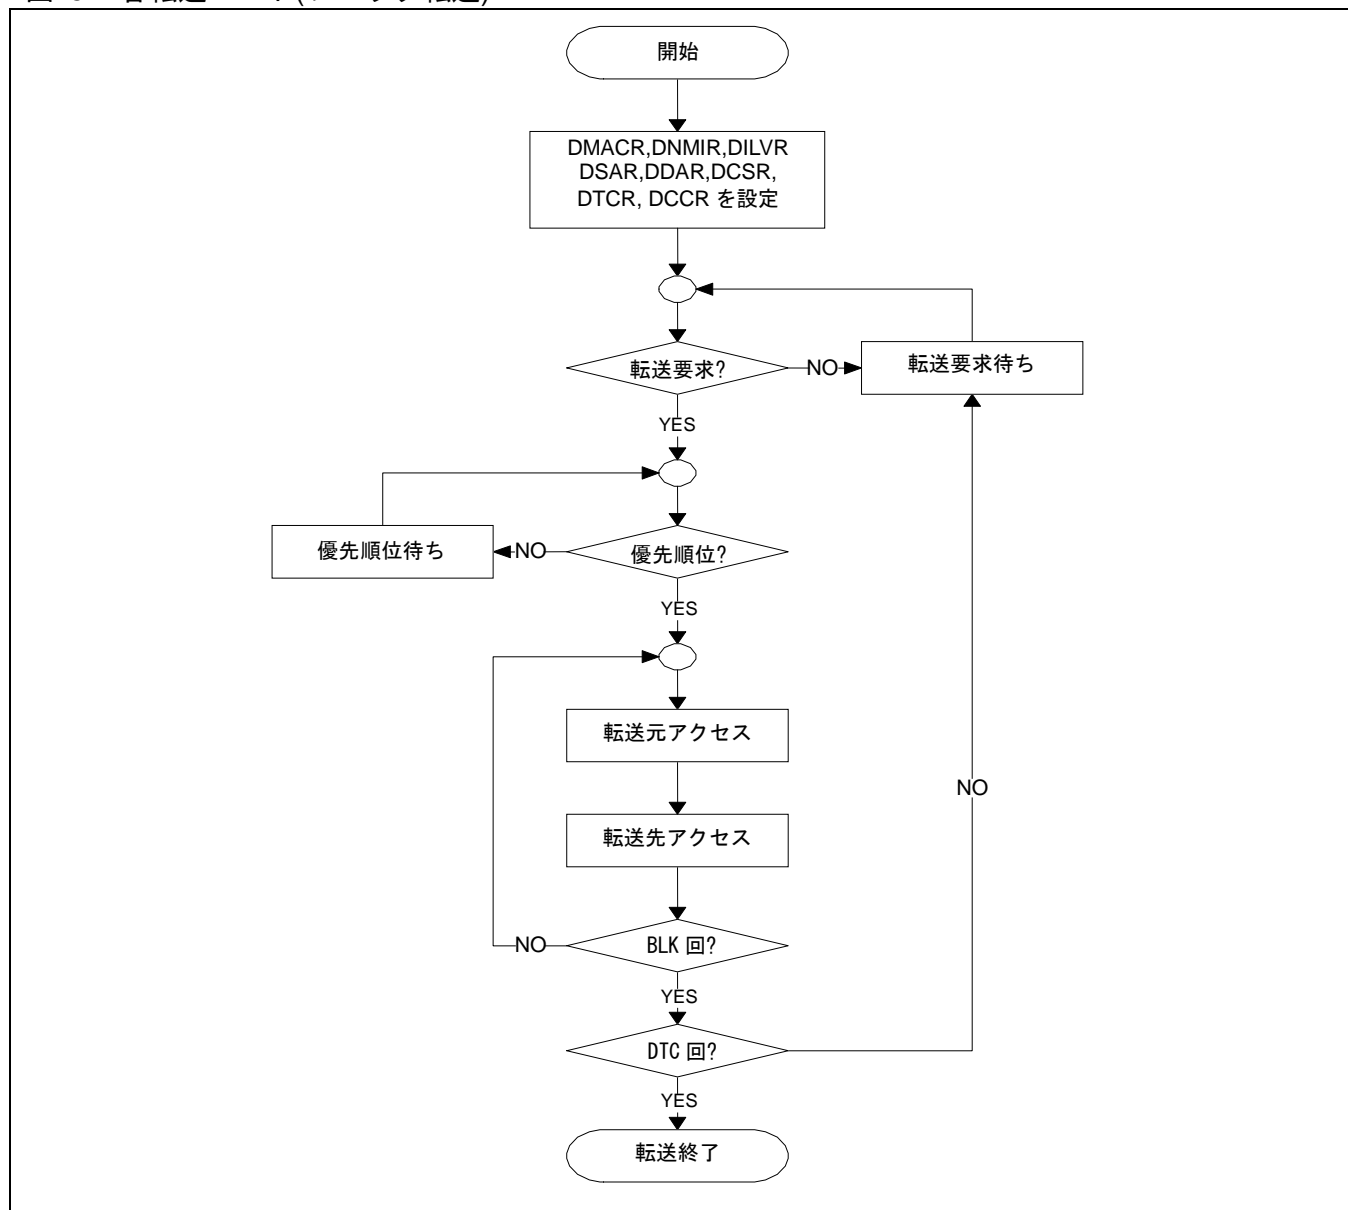 開始
DMACR,DNMIR,DILVR
DSAR,DDAR,DCSR,
DTCR, DCCR を設定
転送要求?
NO
転送要求待ち
YES
優先順位待ち
NO
優先順位?
YES
転送元アクセス
NO
転送先アクセス
NO
BLK 回?
YES
DTC 回?
YES
転送終了